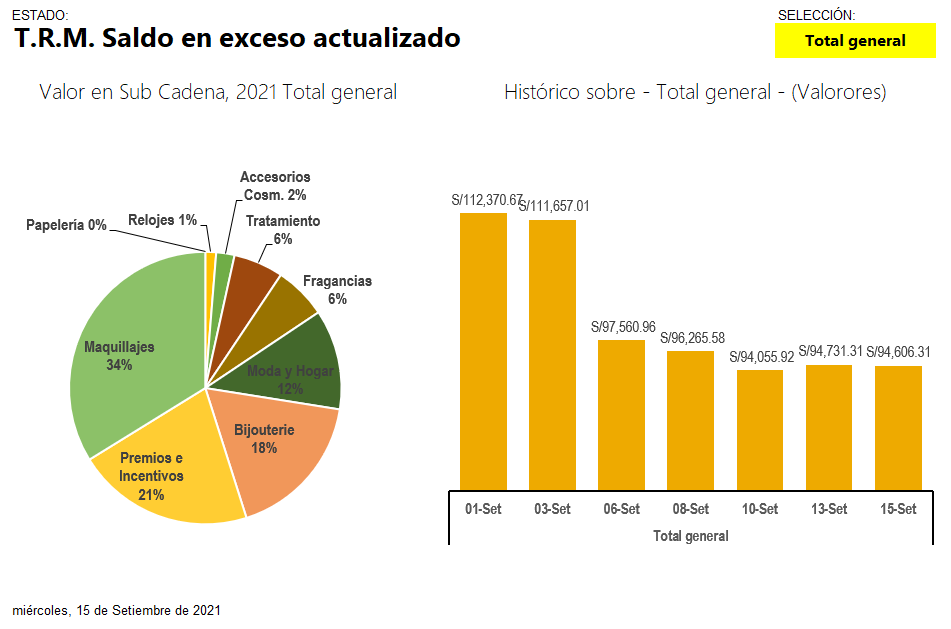 ESTADO:
T.R.M. Saldo en exceso actualizado
SELECCIÓN:
Total general
Valor en Sub Cadena, 2021 Total general
Accesorios
Cosm. 2%
Relojes 1%
Papelería 0%
Tratamiento
6%
Fragancias
6%
Maquillajes
34%
Moda y Hogar
12%
Bijouterie
18%
Premios e
Incentivos
21%
Histórico sobre - Total general - (Valorores)
S/112,370.67
S/111,657.01
S/97,560.96
S/96,265.58
S/94,055.92
S/94,731.31
S/94,606.31
01-Set
03-Set
06-Set
08-Set
10-Set
13-Set
15-Set
Total general
miércoles, 15 de Setiembre de 2021